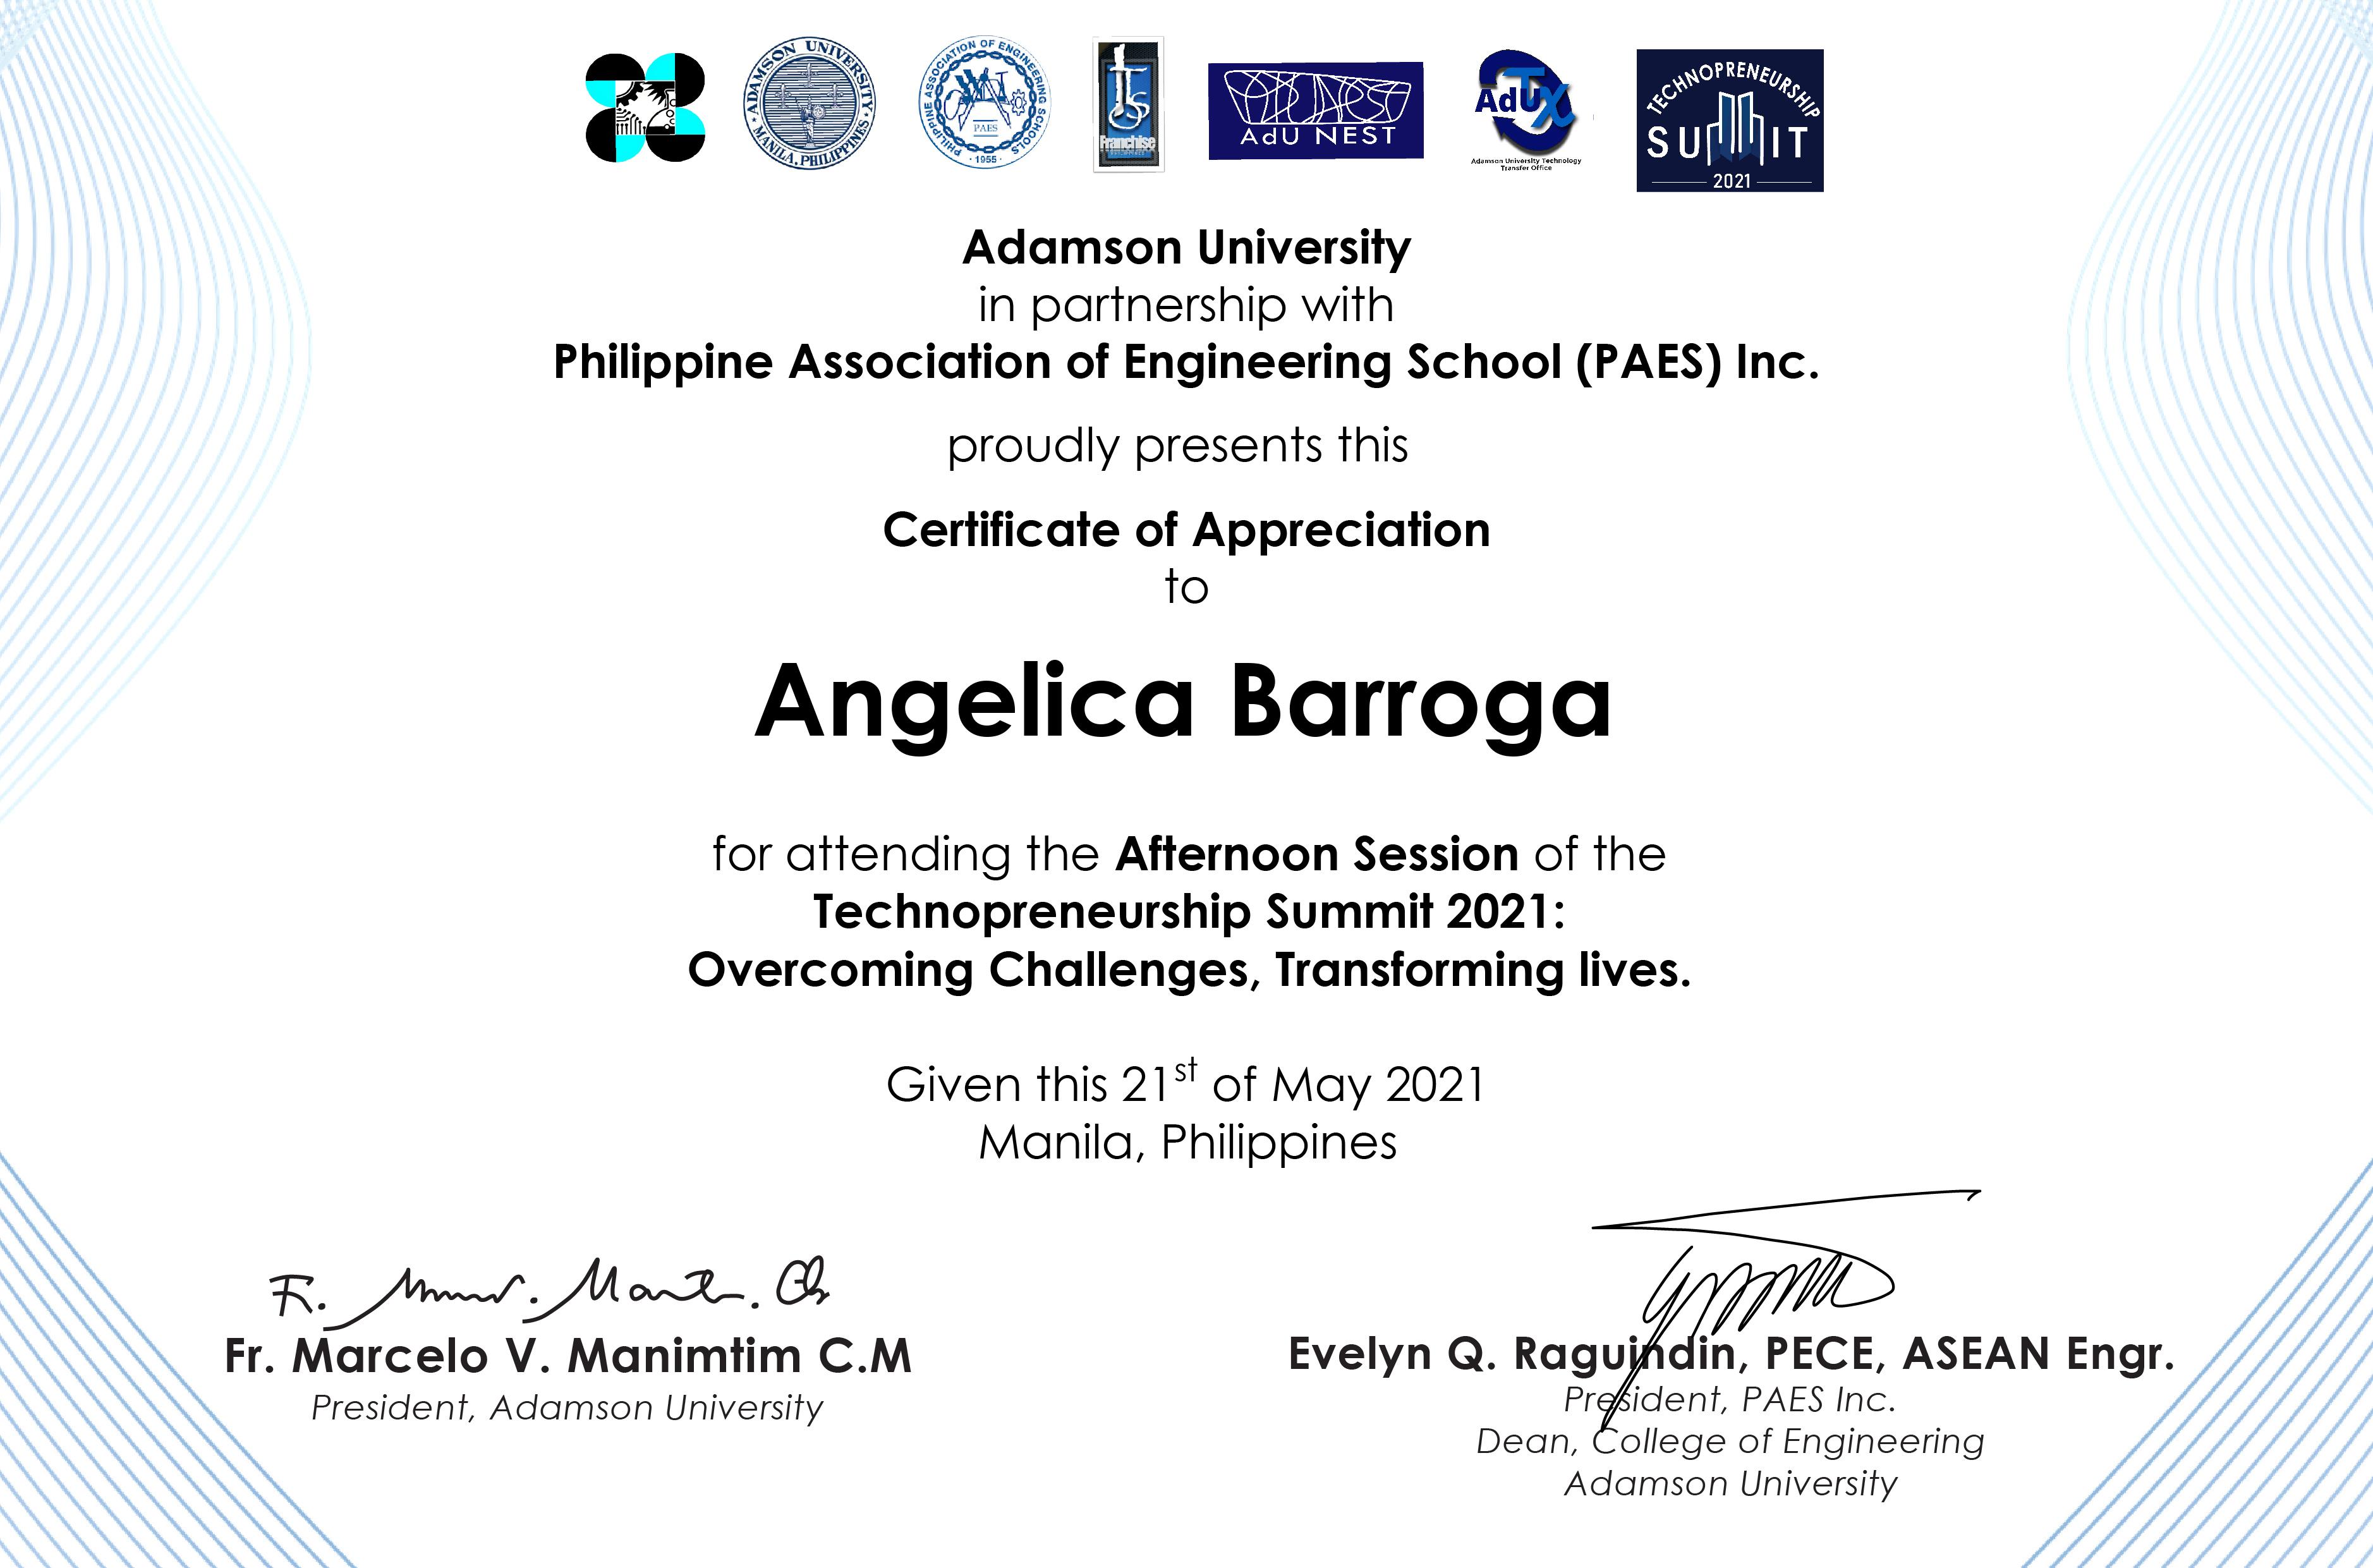 ADAMSON UNIVERSITY
MANILA, PHILIPPINES
PHILIPPINE ASSOCIATION OF ENGINEERING SCHOOLS
PAES
1955
Franchise
AdU NEST
AdUTX
Adamson University Technology
Transfer Office
TECHNOPRENEURSHIP
SUMMIT
2021
Adamson University
in partnership with
Philippine Association of Engineering School (PAES) Inc.
proudly presents this
Certificate of Appreciation
to
Angelica Barroga
for attending the Afternoon Session of the
Technopreneurship Summit 2021:
Overcoming Challenges, Transforming lives.
Given this 21st of May 2021
Manila, Philippines
Fr. Marcelo V. Manimtim C.M
President, Adamson University
Evelyn Q. Raguindin, PECE, ASEAN Engr.
President, PAES Inc.
Dean, College of Engineering
Adamson University